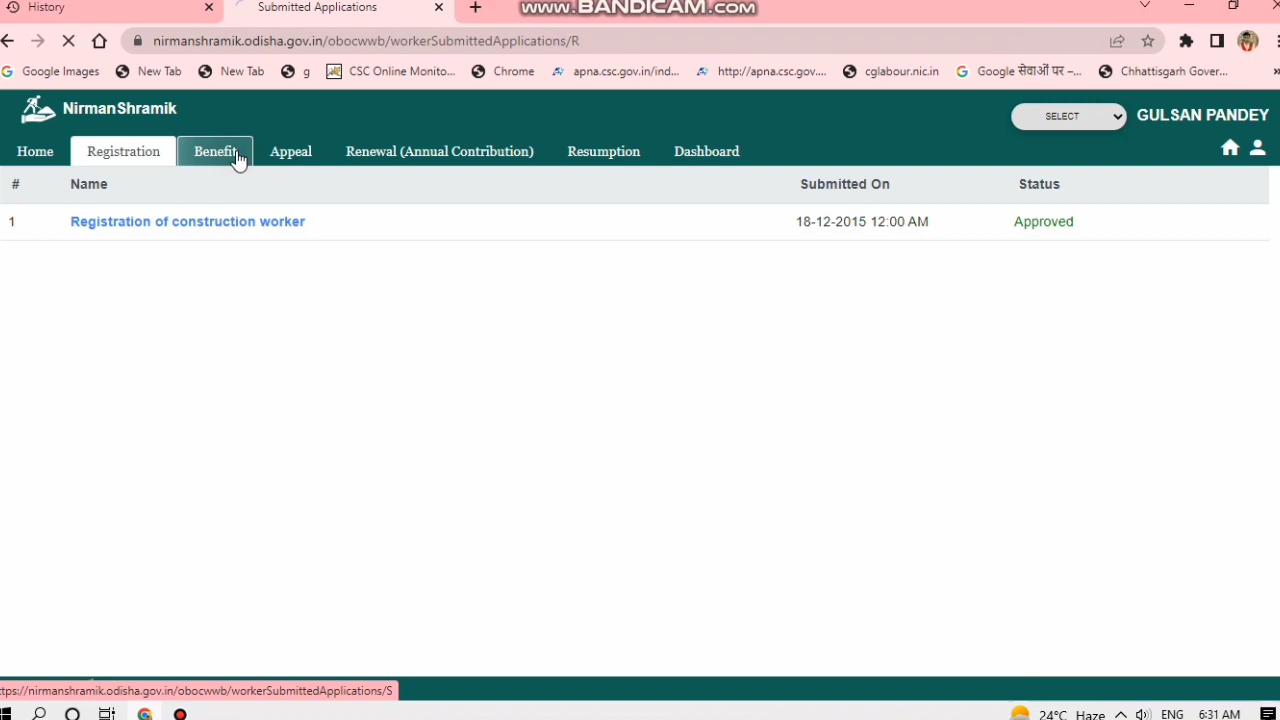 History
Submitted Applications
WWW.BANDICAM.COM
nirmanshramik.odisha.gov.in/obocwwb/workerSubmittedApplications/R
Google Images New Tab New Tab g CSC Online Monito... Chrome apna.csc.gov.in/ind... http://apna.csc.gov.... cglabour.nic.in Google सेवाओं पर –... Chhattisgarh Gover... »
NirmanShramik
SELECT GULSAN PANDEY
Home Registration Benefit Appeal Renewal (Annual Contribution) Resumption Dashboard
# Name Submitted On Status
1 Registration of construction worker 18-12-2015 12:00 AM Approved
ttps://nirmanshramik.odisha.gov.in/obocwwb/workerSubmittedApplications/S
24°C Haze ENG 6:31 AM